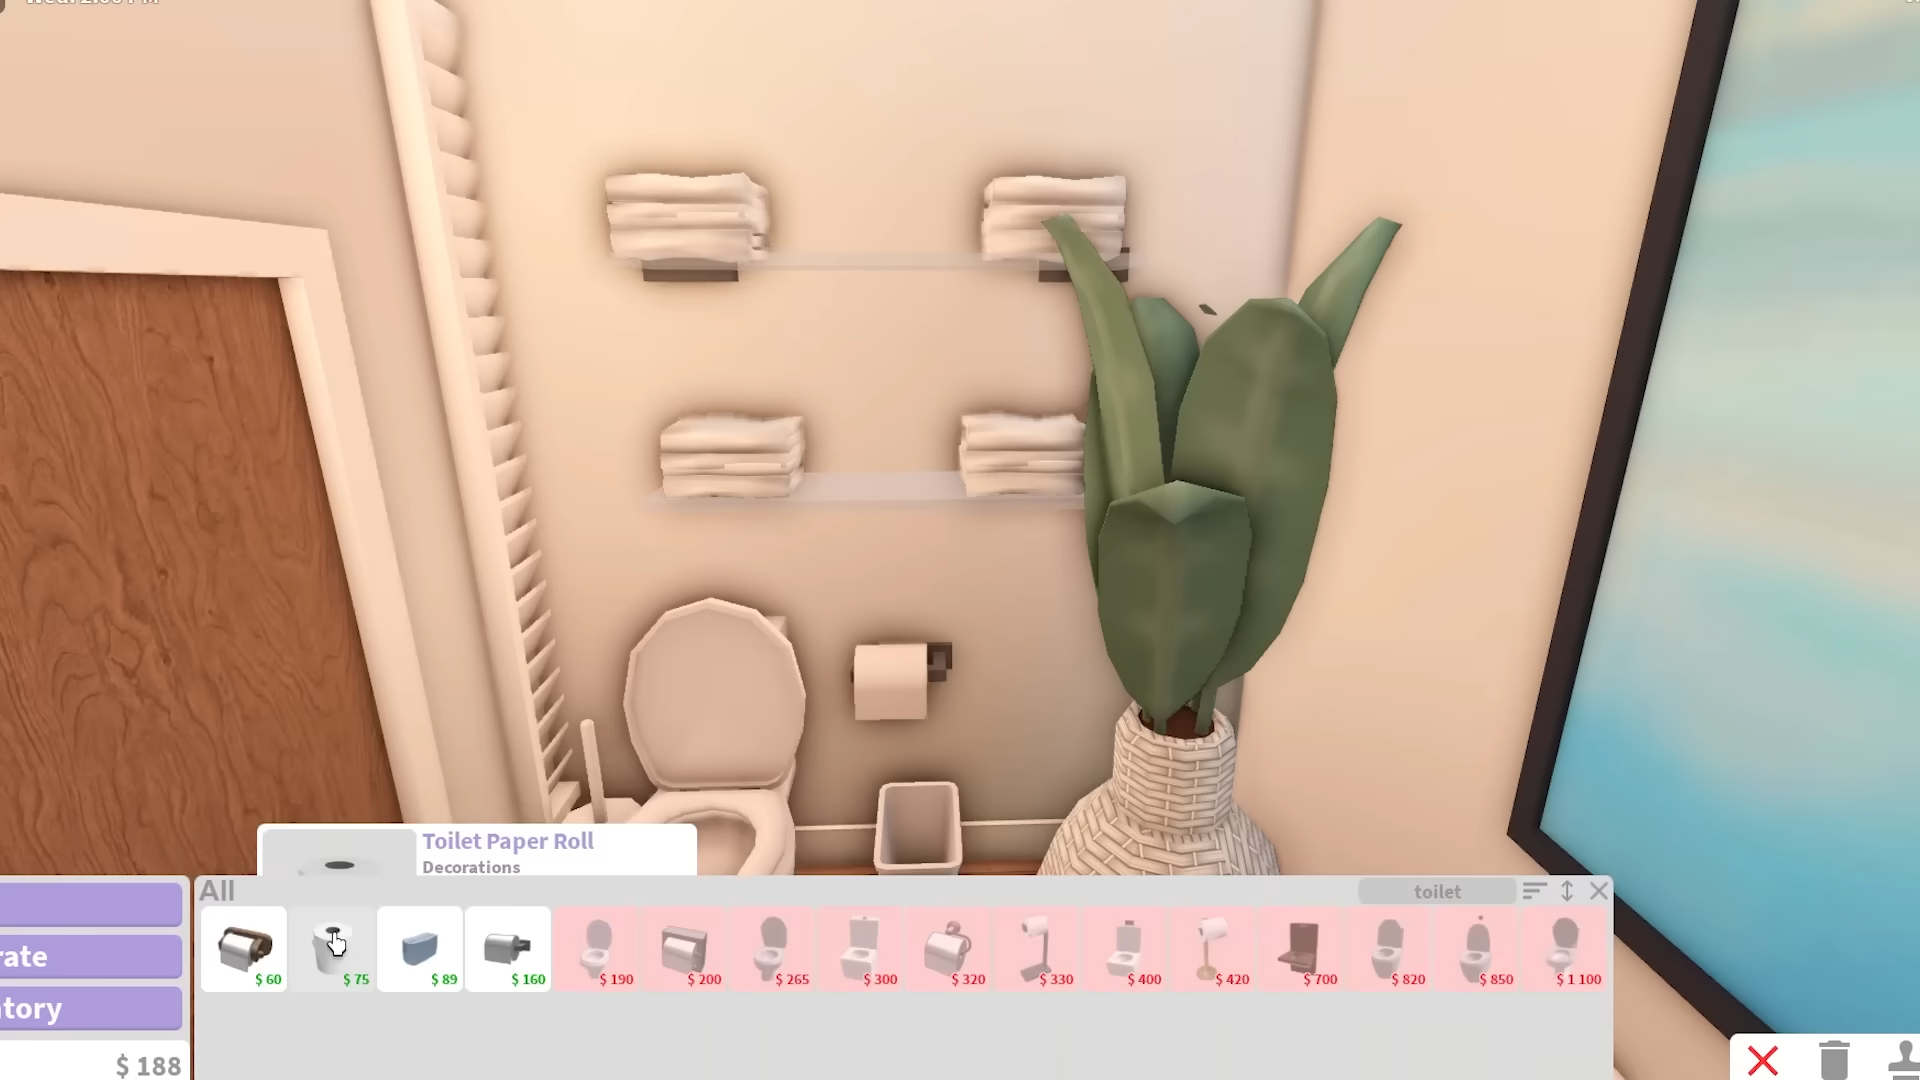 Toilet Paper Roll
Decorations
All
toilet
$ 60
$ 75
$ 89
$ 160
$ 190
$ 200
$ 265
$ 300
$ 320
$ 330
$ 400
$ 420
$ 700
$ 820
$ 850
$ 1 100
rate
tory
$ 188